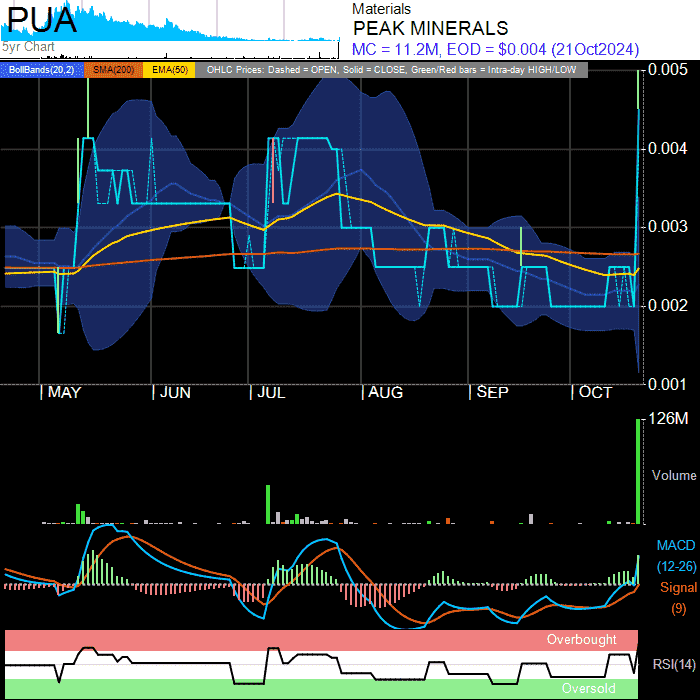 PUA
5yr Chart
Materials
PEAK MINERALS
MC = 11.2M, EOD = $0.004 (21Oct2024)
BollBands(20,2) SMA(200) EMA(50) OHLC Prices: Dashed = OPEN, Solid = CLOSE, Green/Red bars = Intra-day HIGH/LOW
0.005
0.004
0.003
0.002
0.001
MAY JUN JUL AUG SEP OCT
126M
Volume
MACD
(12-26)
Signal
(9)
Overbought
RSI(14)
Oversold